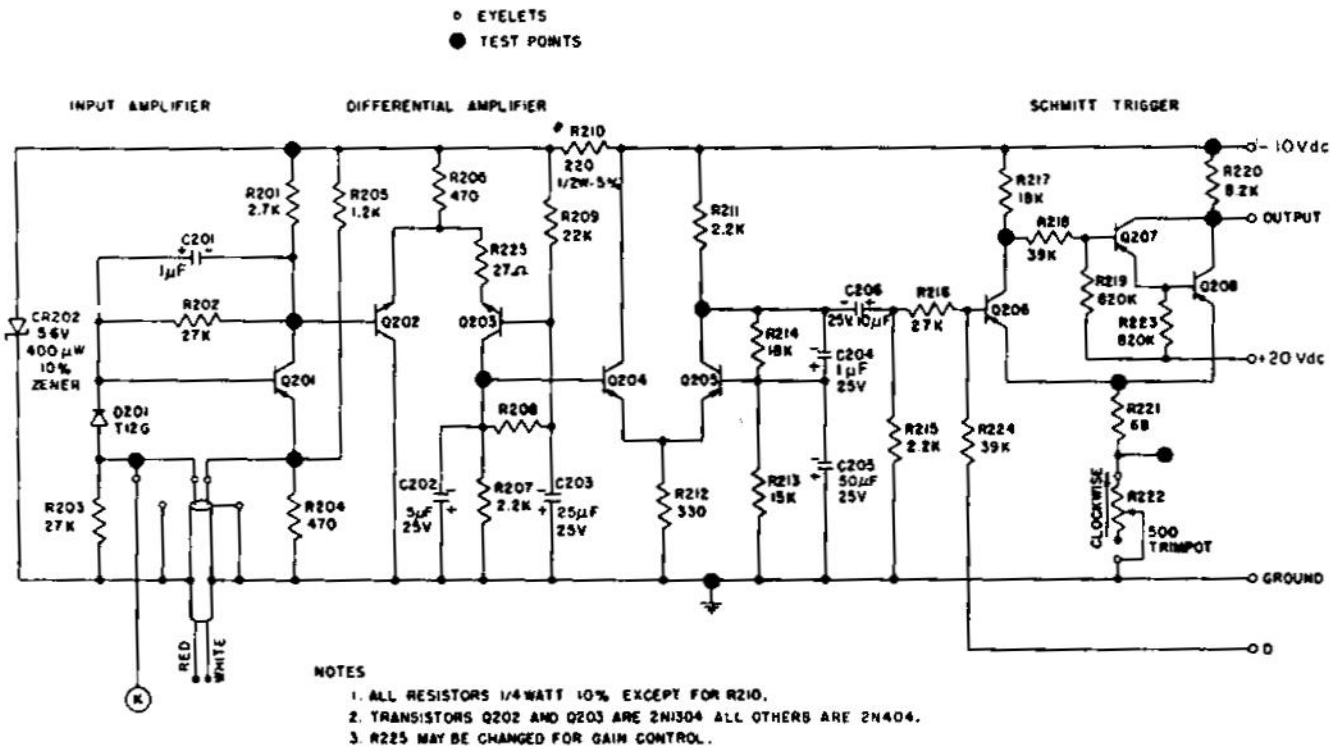 EYELETS
TEST POINTS
INPUT AMPLIFIER
DIFFERENTIAL AMPLIFIER
SCHMITT TRIGGER
R210
220
1/2W-5%
-10Vdc
R201
2.7K
R205
1.2K
R206
470
R209
22K
R211
2.2K
R217
18K
R220
8.2K
C201
+ -
1μF
R225
27Ω
R218
39K
OUTPUT
Q207
CR202
5.6V
400μW
10%
ZENER
R202
27K
Q202
Q203
C206
- +
25V 10μF
R216
27K
Q206
R219
820K
Q208
R223
820K
Q201
Q204
Q205
R214
18K
C204
1μF
25V
+20 Vdc
D201
T12G
R208
R215
2.2K
R224
39K
R221
68
R203
27K
R204
470
C202
5μF
25V
R207
2.2K
C203
25μF
25V
R212
330
R213
15K
C205
50μF
25V
CLOCKWISE
R222
500
TRIMPOT
GROUND
RED
WHITE
D
K
NOTES
1. ALL RESISTORS 1/4 WATT 10% EXCEPT FOR R210.
2. TRANSISTORS Q202 AND Q203 ARE 2N1304 ALL OTHERS ARE 2N404.
3. R225 MAY BE CHANGED FOR GAIN CONTROL.